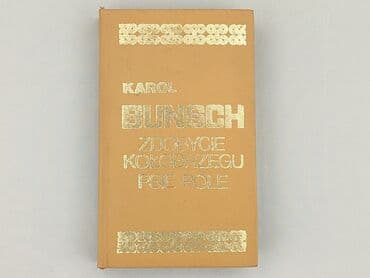 KAROL
BUNSCH
ZDOBYCIE
KOŁOBRZEGU
PSIE POLE